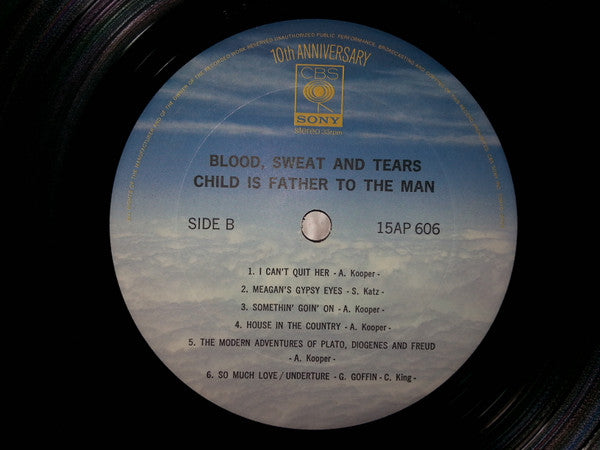 10th ANNIVERSARY
CBS
SONY
stereo 33rpm
BLOOD, SWEAT AND TEARS
CHILD IS FATHER TO THE MAN
SIDE B
15AP 606
1. I CAN'T QUIT HER - A. Kooper -
2. MEAGAN'S GYPSY EYES - S. Katz -
3. SOMETHIN' GOIN' ON - A. Kooper -
4. HOUSE IN THE COUNTRY - A. Kooper -
5. THE MODERN ADVENTURES OF PLATO, DIOGENES AND FREUD
- A. Kooper -
6. SO MUCH LOVE / UNDERTURE - G. GOFFIN - C. King -